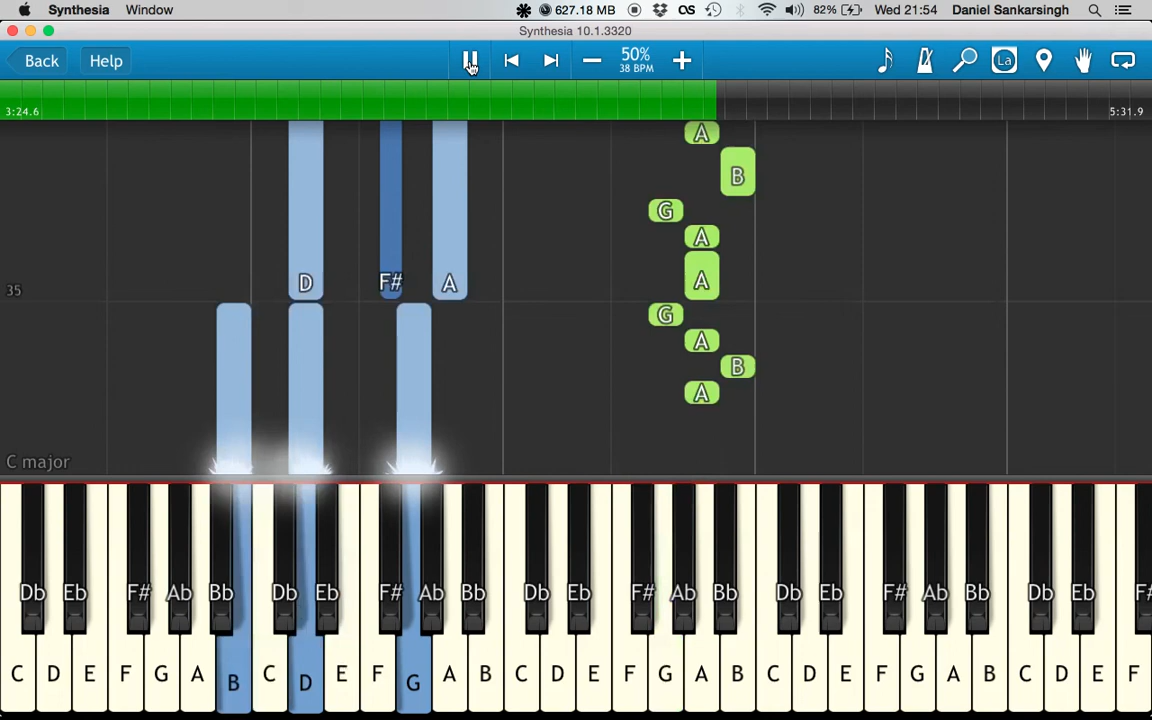 Synthesia Window 627.18 MB 82% Wed 21:54 Daniel Sankarsingh
Synthesia 10.1.3320
Back Help 50% La
38 BPM
3:24.6 5:31.9
A
B
G
A
D F# A A
35
G
A
B
A
C major
Db Eb F# Ab Bb Db Eb F# Ab Bb Db Eb F# Ab Bb Db Eb F# Ab Bb Db Eb F#
C D E F G A B C D E F G A B C D E F G A B C D E F G A B C D E F